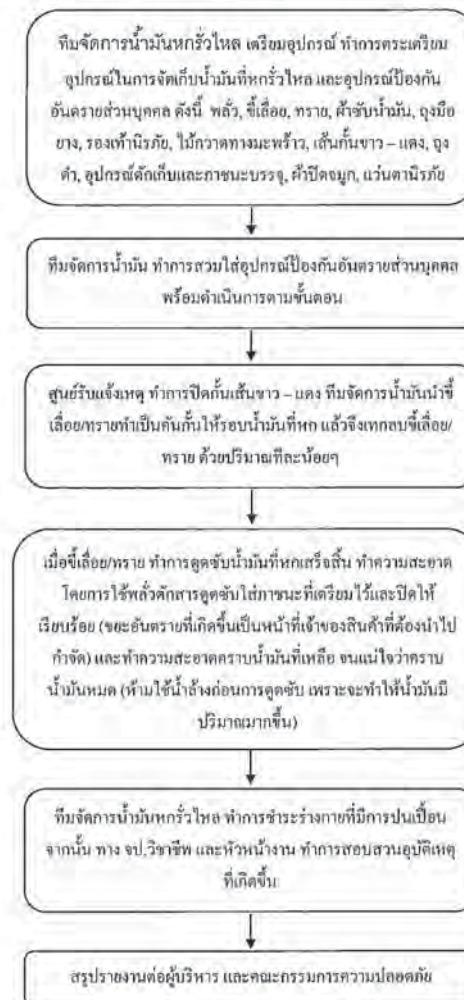 ทีมจัดการน้ำมันหกรั่วไหล เตรียมอุปกรณ์ ทำการตระเตรียม
อุปกรณ์ในการจัดเก็บน้ำมันที่หกรั่วไหล และอุปกรณ์ป้องกัน
อันตรายส่วนบุคคล ดังนี้ พลั่ว, ขี้เลื่อย, ทราย, ผ้าซับน้ำมัน, ถุงมือ
ยาง, รองเท้านิรภัย, ไม้กวาดทางมะพร้าว, เส้นกั้นขาว – แดง, ถุง
ดำ, อุปกรณ์ตักเก็บและภาชนะบรรจุ, ผ้าปิดจมูก, แว่นตานิรภัย
ทีมจัดการน้ำมัน ทำการสวมใส่อุปกรณ์ป้องกันอันตรายส่วนบุคคล
พร้อมดำเนินการตามขั้นตอน
ศูนย์รับแจ้งเหตุ ทำการปิดกั้นเส้นขาว – แดง ทีมจัดการน้ำมันนำขี้
เลื่อย/ทรายทำเป็นคันกั้นให้รอบน้ำมันที่หก แล้วจึงเทกลบขี้เลื่อย/
ทราย ด้วยปริมาณทีละน้อยๆ
เมื่อขี้เลื่อย/ทราย ทำการดูดซับน้ำมันที่หกเสร็จสิ้น ทำความสะอาด
โดยการใช้พลั่วตักสารดูดซับใส่ภาชนะที่เตรียมไว้และปิดให้
เรียบร้อย (ขยะอันตรายที่เกิดขึ้นเป็นหน้าที่เจ้าของสินค้าที่ต้องนำไป
กำจัด) และทำความสะอาดคราบน้ำมันที่เหลือ จนแน่ใจว่าคราบ
น้ำมันหมด (ห้ามใช้น้ำล้างก่อนการดูดซับ เพราะจะทำให้น้ำมันมี
ปริมาณมากขึ้น)
ทีมจัดการน้ำมันหกรั่วไหล ทำการชำระร่างกายที่มีการปนเปื้อน
จากนั้น ทาง จป.วิชาชีพ และหัวหน้างาน ทำการสอบสวนอุบัติเหตุ
ที่เกิดขึ้น
สรุปรายงานต่อผู้บริหาร และคณะกรรมการความปลอดภัย